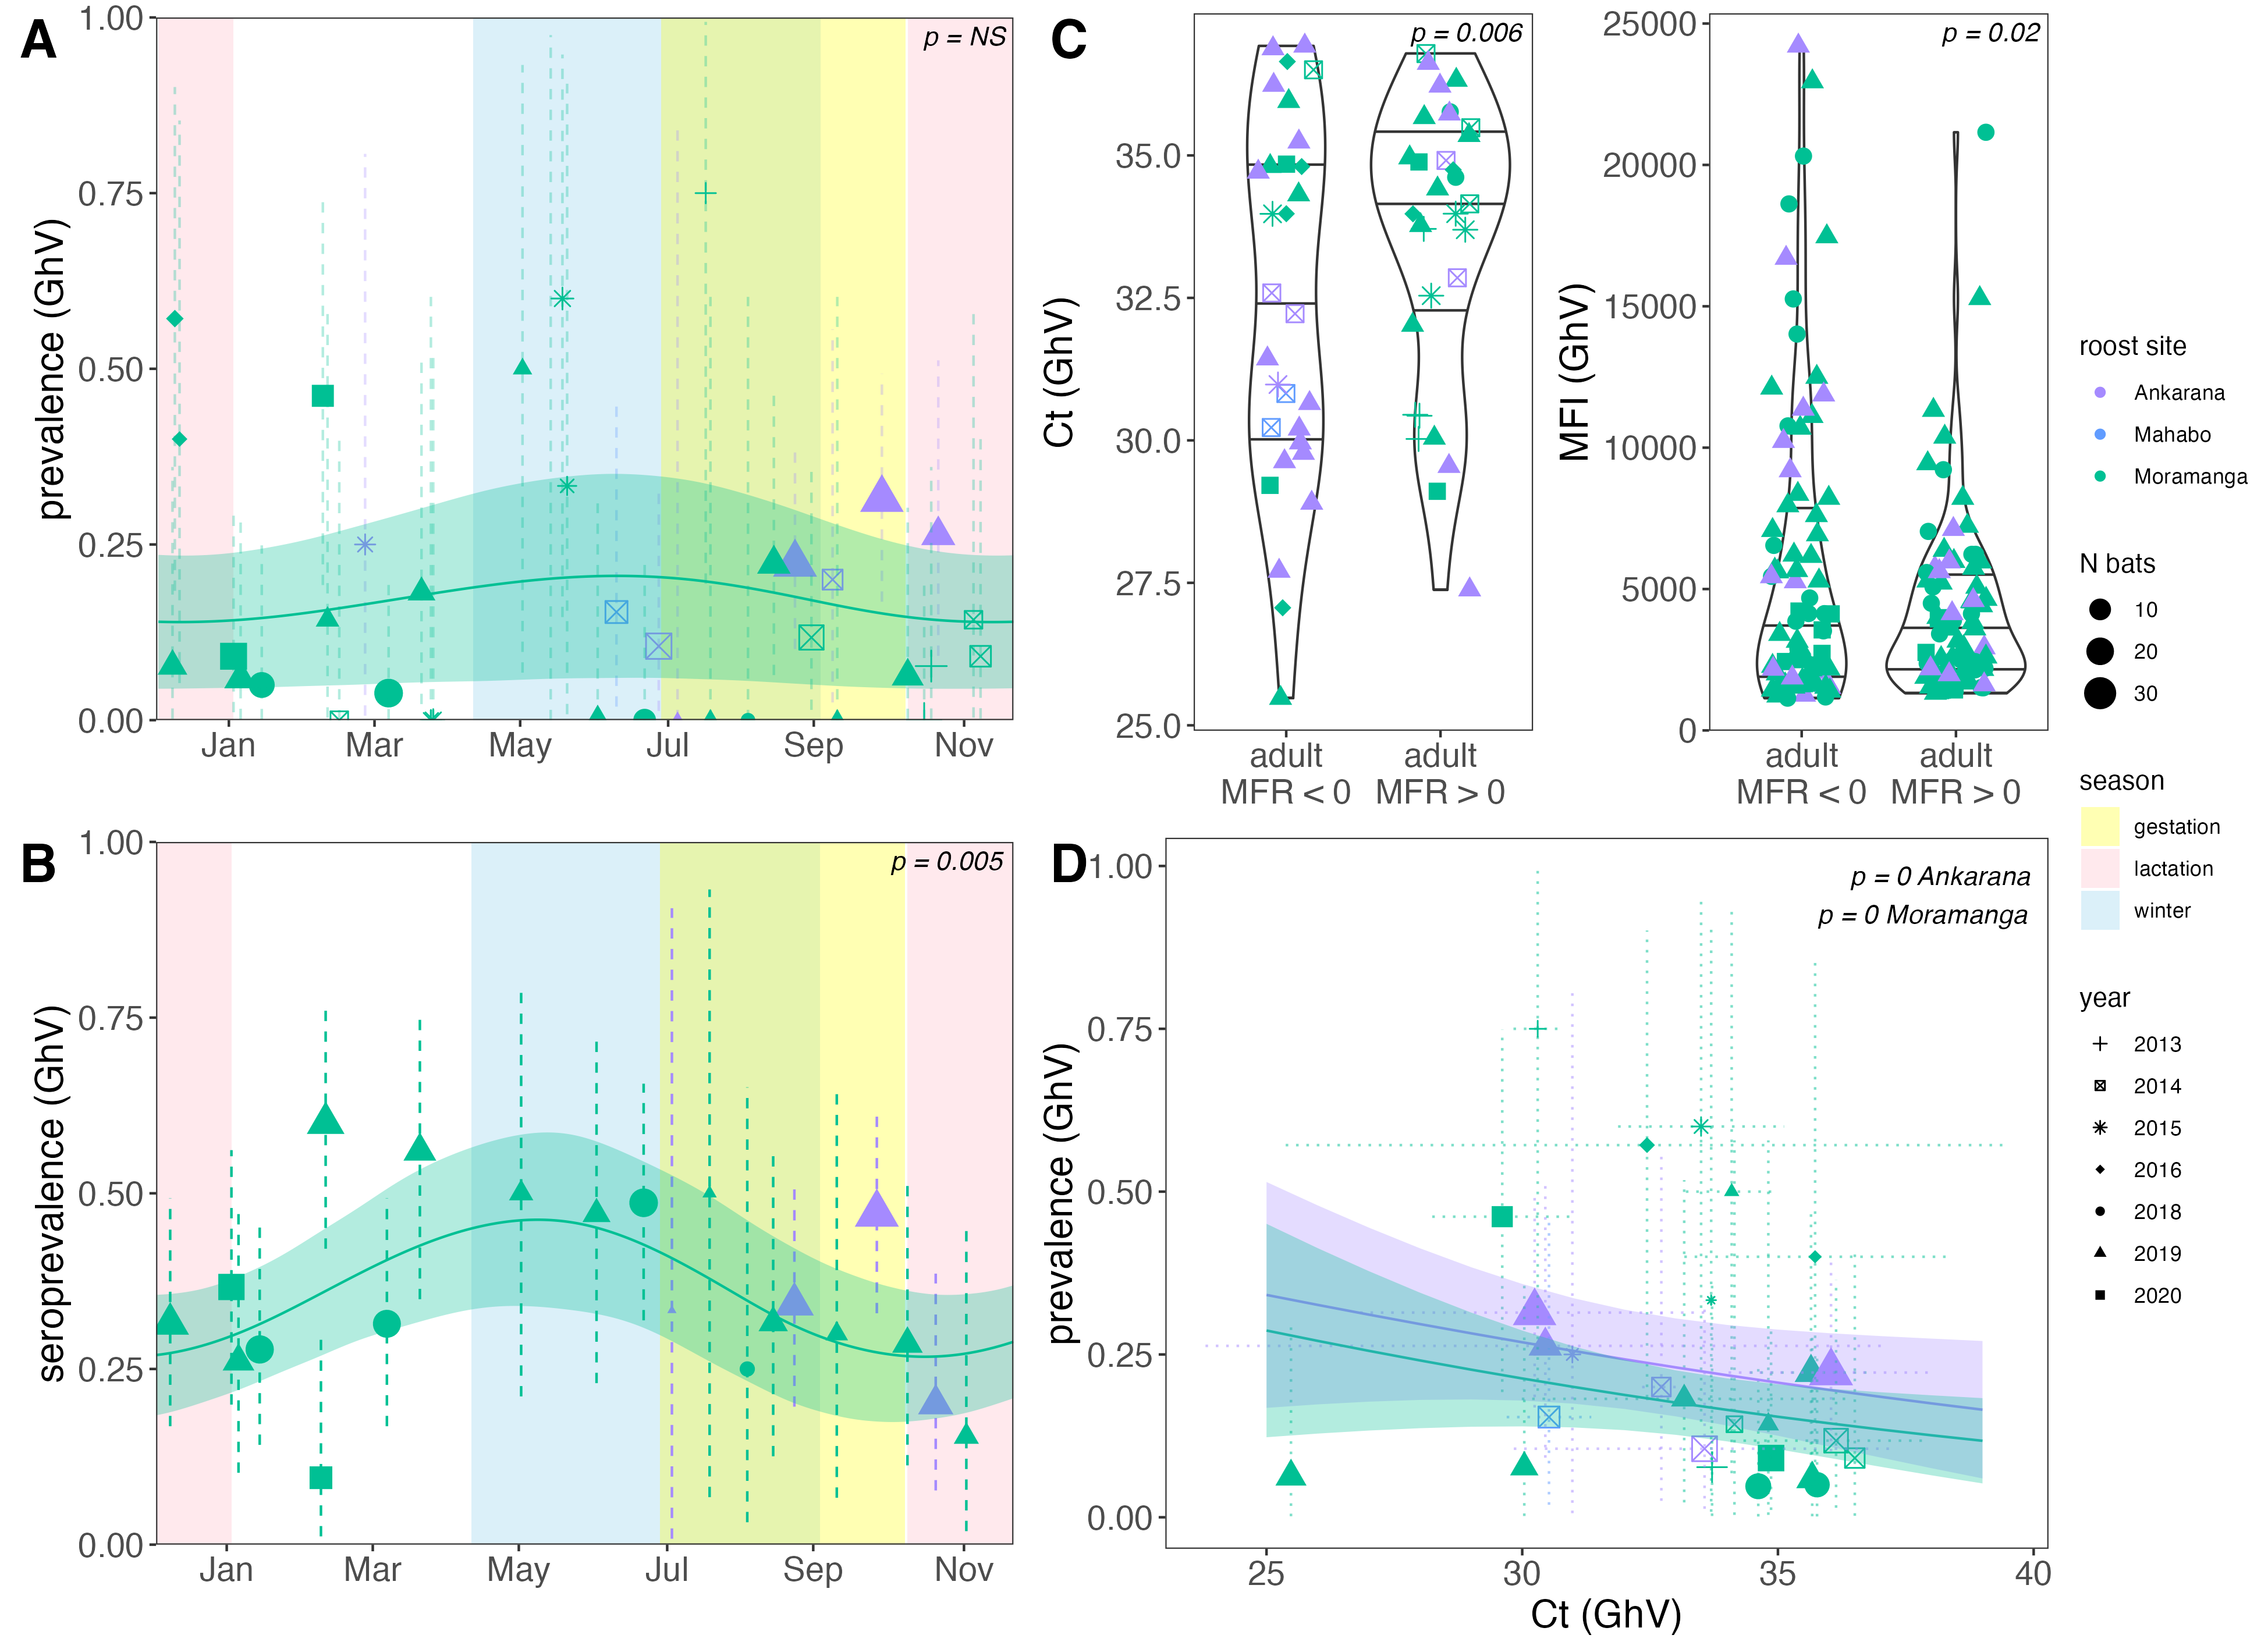 A
prevalence (GhV)
1.00
0.75
0.50
0.25
0.00
p = NS
Jan
Mar
May
Jul
Sep
Nov
B
seroprevalence (GhV)
1.00
0.75
0.50
0.25
0.00
p = 0.005
Jan
Mar
May
Jul
Sep
Nov
C
Ct (GhV)
35.0
32.5
30.0
27.5
25.0
p = 0.006
adult
MFR < 0
adult
MFR > 0
MFI (GhV)
25000
20000
15000
10000
5000
0
p = 0.02
adult
MFR < 0
adult
MFR > 0
D
prevalence (GhV)
1.00
0.75
0.50
0.25
0.00
p = 0 Ankarana
p = 0 Moramanga
25
30
35
40
Ct (GhV)
roost site
Ankarana
Mahabo
Moramanga
N bats
10
20
30
season
gestation
lactation
winter
year
2013
2014
2015
2016
2018
2019
2020